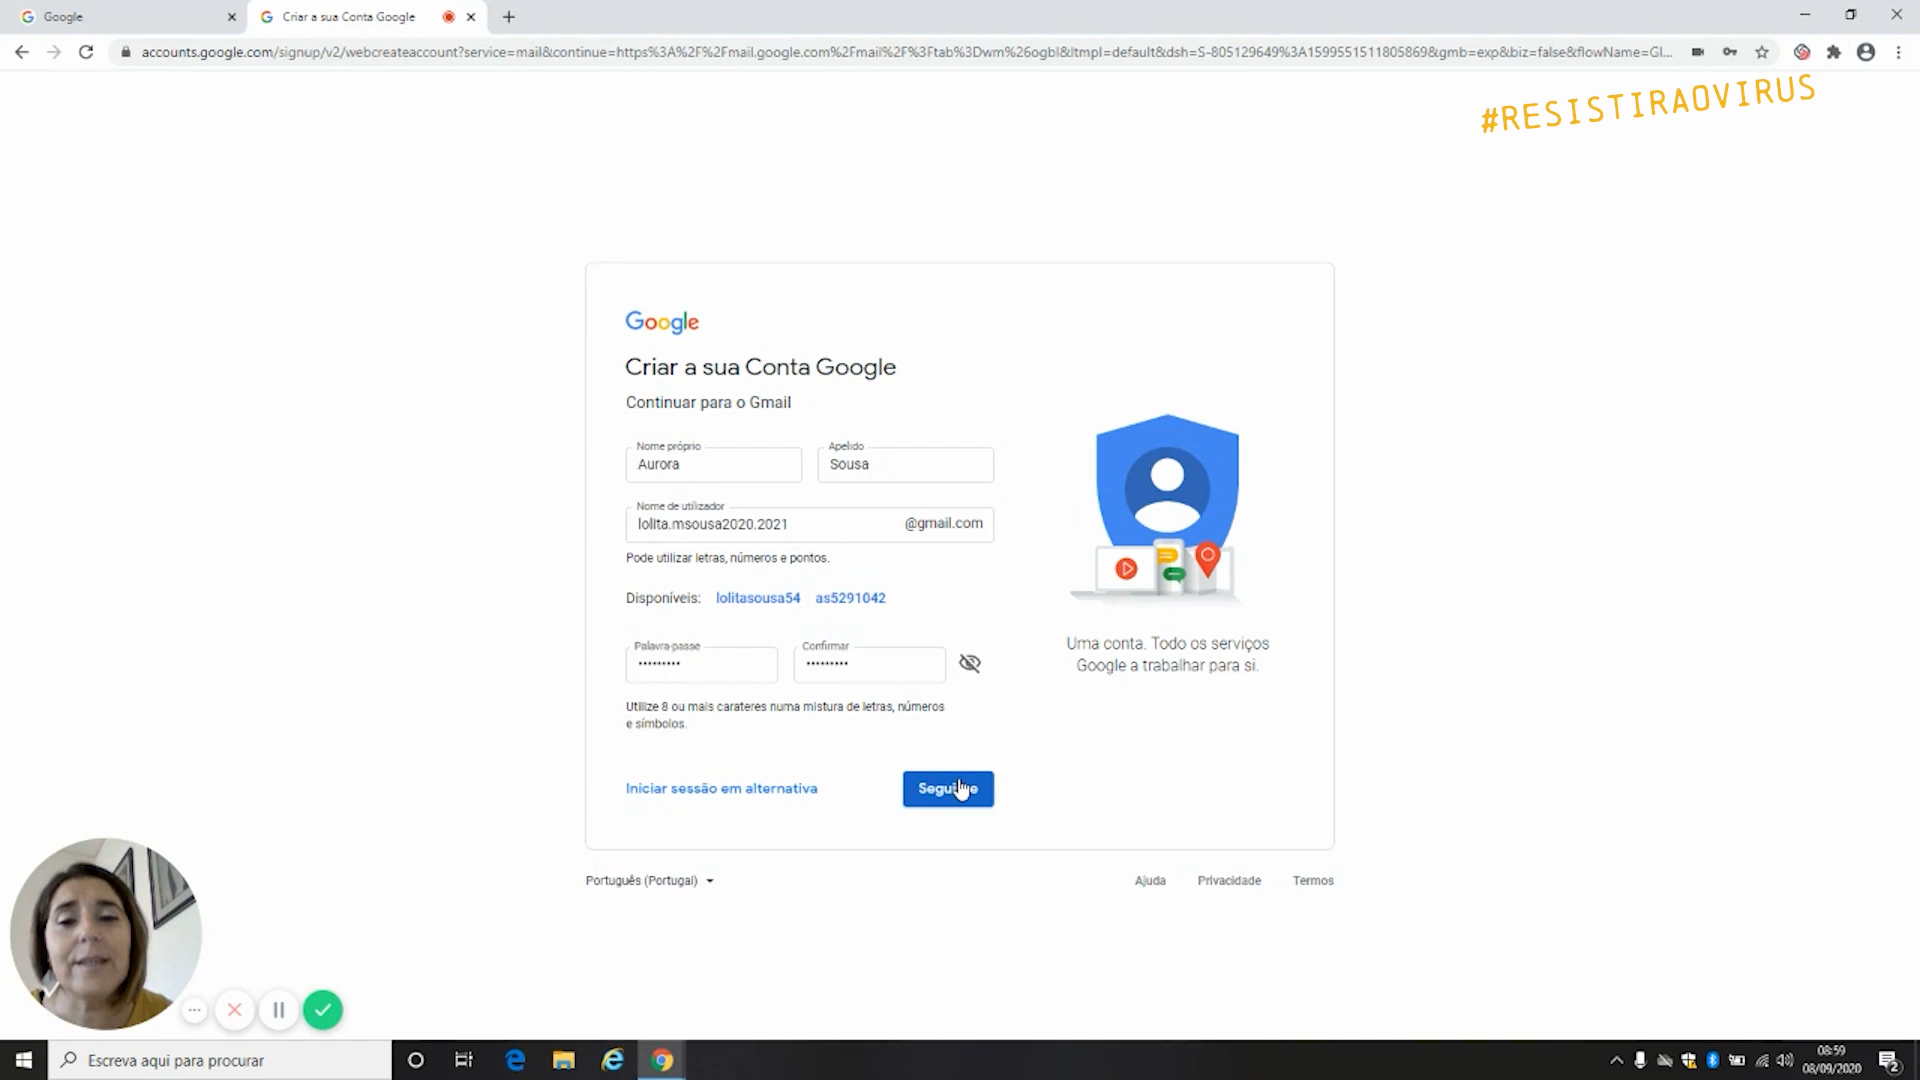 Google
Criar a sua Conta Google
accounts.google.com/signup/v2/webcreateaccount?service=mail&continue=https%3A%2F%2Fmail.google.com%2Fmail%2F%3Ftab%3Dwm%26ogbl&ltmpl=default&dsh=S-805129649%3A1599551511805869&gmb=exp&biz=false&flowName=Gl...
#RESISTIRAOVIRUS
Google
Criar a sua Conta Google
Continuar para o Gmail
Nome próprio Apelido
Aurora Sousa
Nome de utilizador
lolita.msousa2020.2021 @gmail.com
Pode utilizar letras, números e pontos.
Disponíveis: lolitasousa54 as5291042
Palavra-passe Confirmar
Utilize 8 ou mais carateres numa mistura de letras, números
e símbolos.
Uma conta. Todo os serviços
Google a trabalhar para si.
Iniciar sessão em alternativa
Português (Portugal) Ajuda Privacidade Termos
Escreva aqui para procurar
08:59
08/09/2020
2